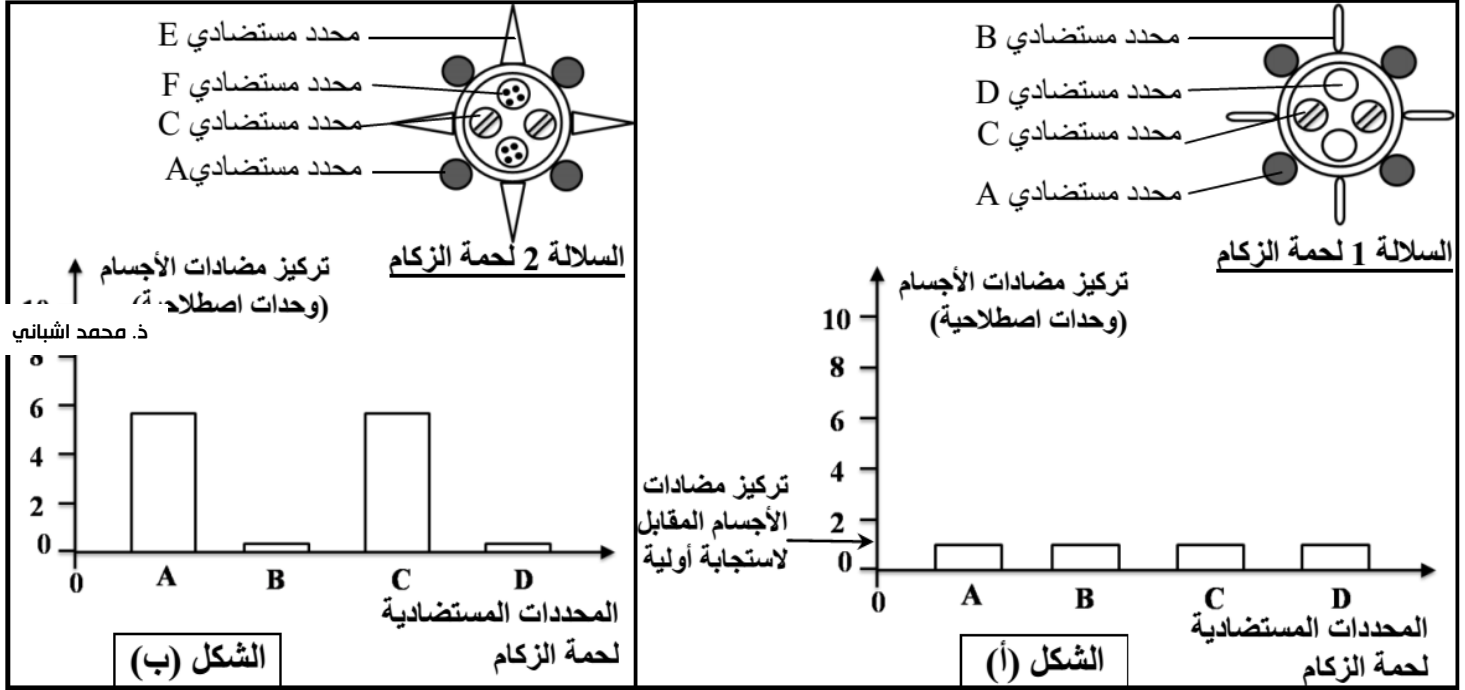 محدد مستضادي B
محدد مستضادي D
محدد مستضادي C
محدد مستضادي A
السلالة 1 لحمة الزكام
تركيز مضادات الأجسام
(وحدات اصطلاحية)
10
8
6
4
2
0
تركيز مضادات
الأجسام المقابل
لاستجابة أولية
0 A B C D
المحددات المستضادية
لحمة الزكام
الشكل (أ)
محدد مستضادي E
محدد مستضادي F
محدد مستضادي C
محدد مستضادي A
السلالة 2 لحمة الزكام
تركيز مضادات الأجسام
(وحدات اصطلاحية)
ذ. محمد اشباني
8
6
4
2
0
0 A B C D
المحددات المستضادية
لحمة الزكام
الشكل (ب)